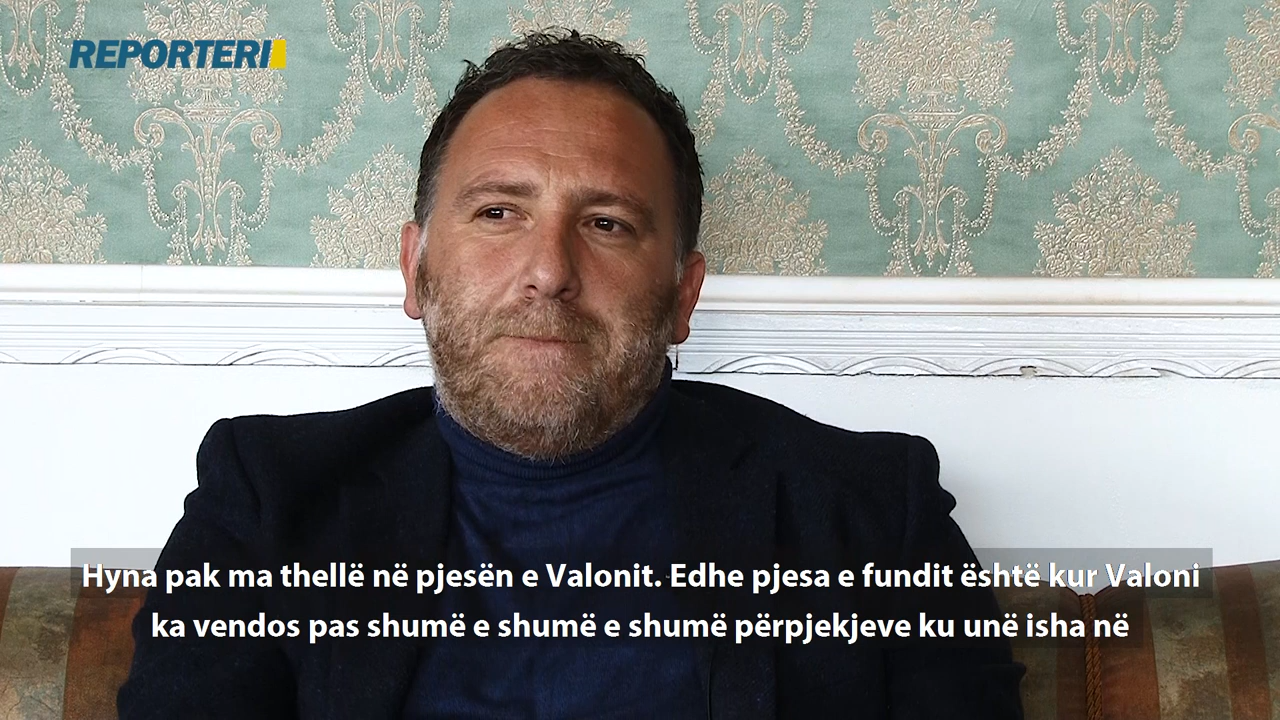 REPORTERI
Hyna pak ma thellë në pjesën e Valonit. Edhe pjesa e fundit është kur Valoni
ka vendos pas shumë e shumë e shumë përpjekjeve ku unë isha në